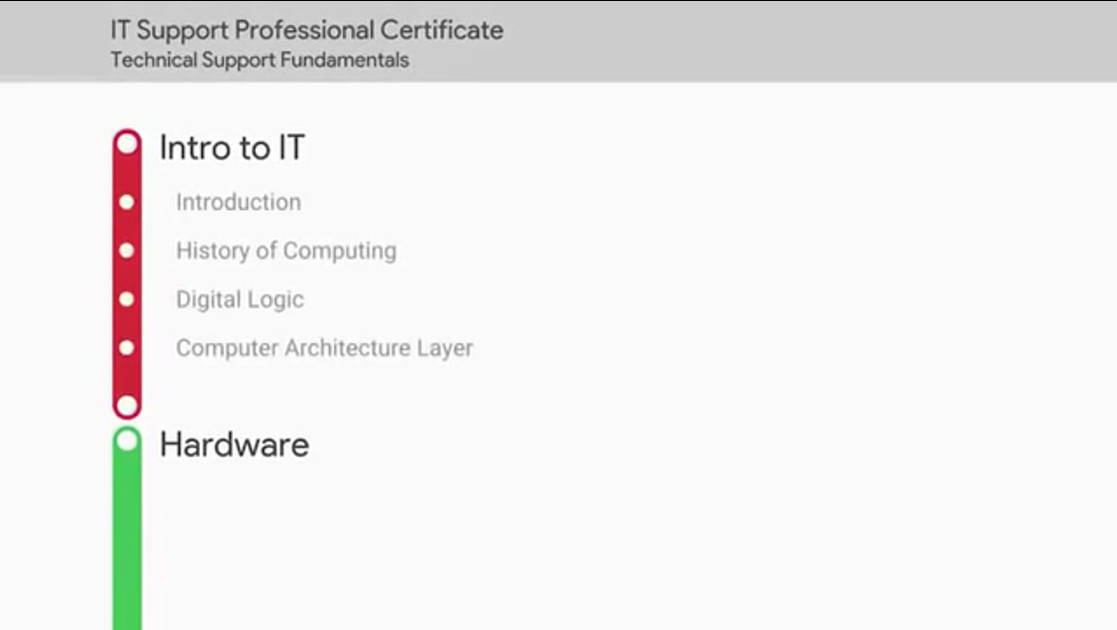 IT Support Professional Certificate
Technical Support Fundamentals
Intro to IT
Introduction
History of Computing
Digital Logic
Computer Architecture Layer
Hardware